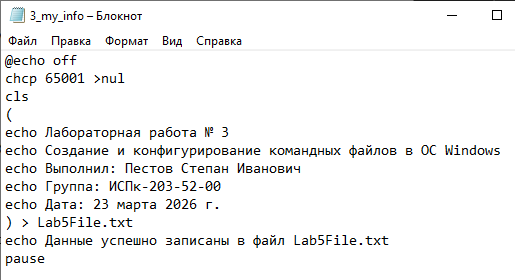 3_my_info – Блокнот
Файл Правка Формат Вид Справка
@echo off
chcp 65001 >nul
cls
(
echo Лабораторная работа № 3
echo Создание и конфигурирование командных файлов в ОС Windows
echo Выполнил: Пестов Степан Иванович
echo Группа: ИСПк-203-52-00
echo Дата: 23 марта 2026 г.
) > Lab5File.txt
echo Данные успешно записаны в файл Lab5File.txt
pause